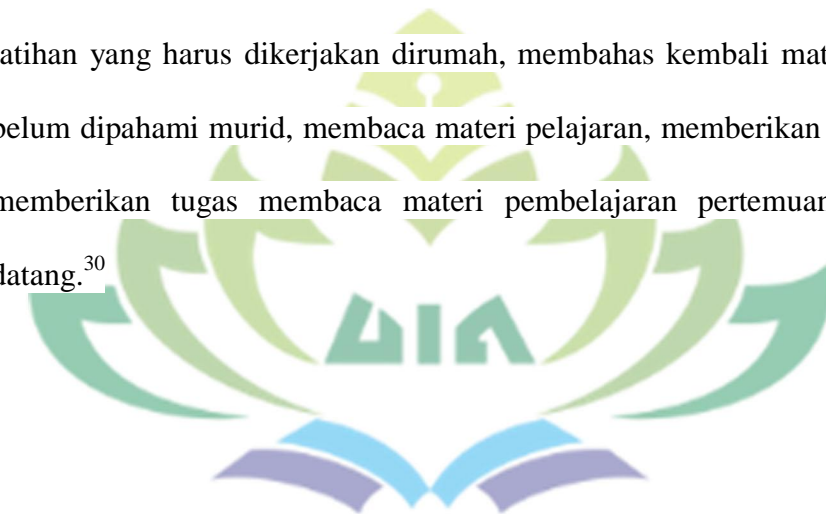 atihan yang harus dikerjakan dirumah, membahas kembali mat
belum dipahami murid, membaca materi pelajaran, memberikan
memberikan tugas membaca materi pembelajaran pertemuan
datang.30
UIN